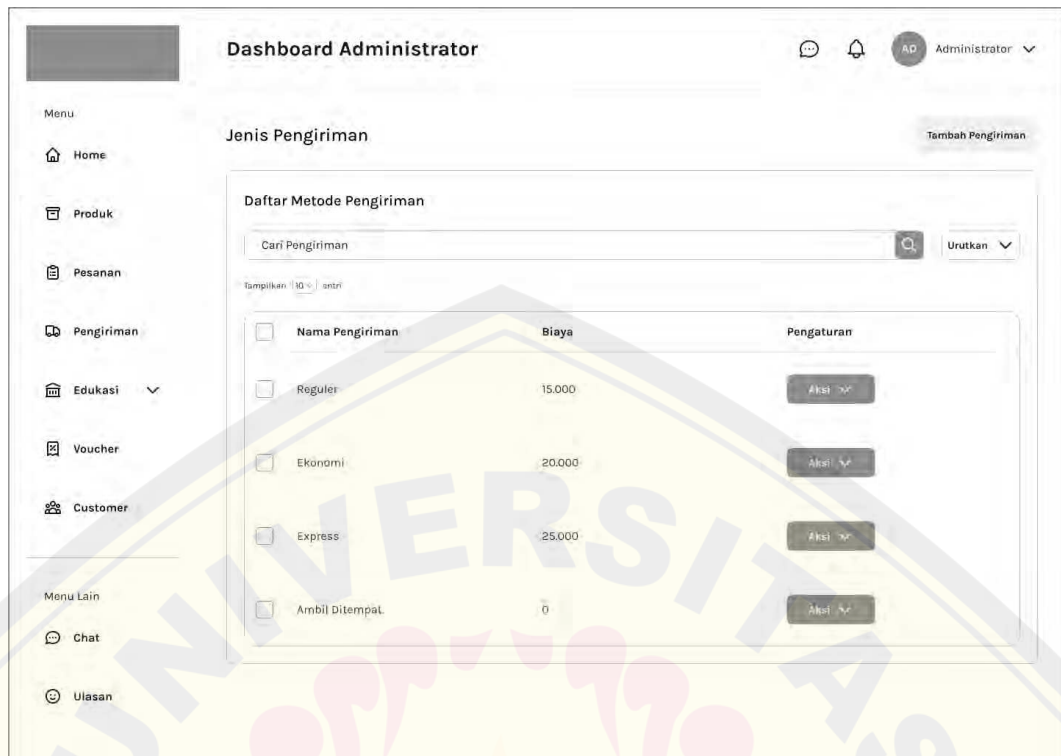 Dashboard Administrator
AD
Administrator
Menu
Home
Produk
Pesanan
Pengiriman
Edukasi
Voucher
Customer
Menu Lain
Chat
Ulasan
Jenis Pengiriman
Tambah Pengiriman
Daftar Metode Pengiriman
Cari Pengiriman
Urutkan
Tampilkan 10 entri
Nama Pengiriman Biaya Pengaturan
Reguler 15.000 Aksi
Ekonomi 20.000 Aksi
Express 25.000 Aksi
Ambil Ditempat 0 Aksi
UNIVERSITAS